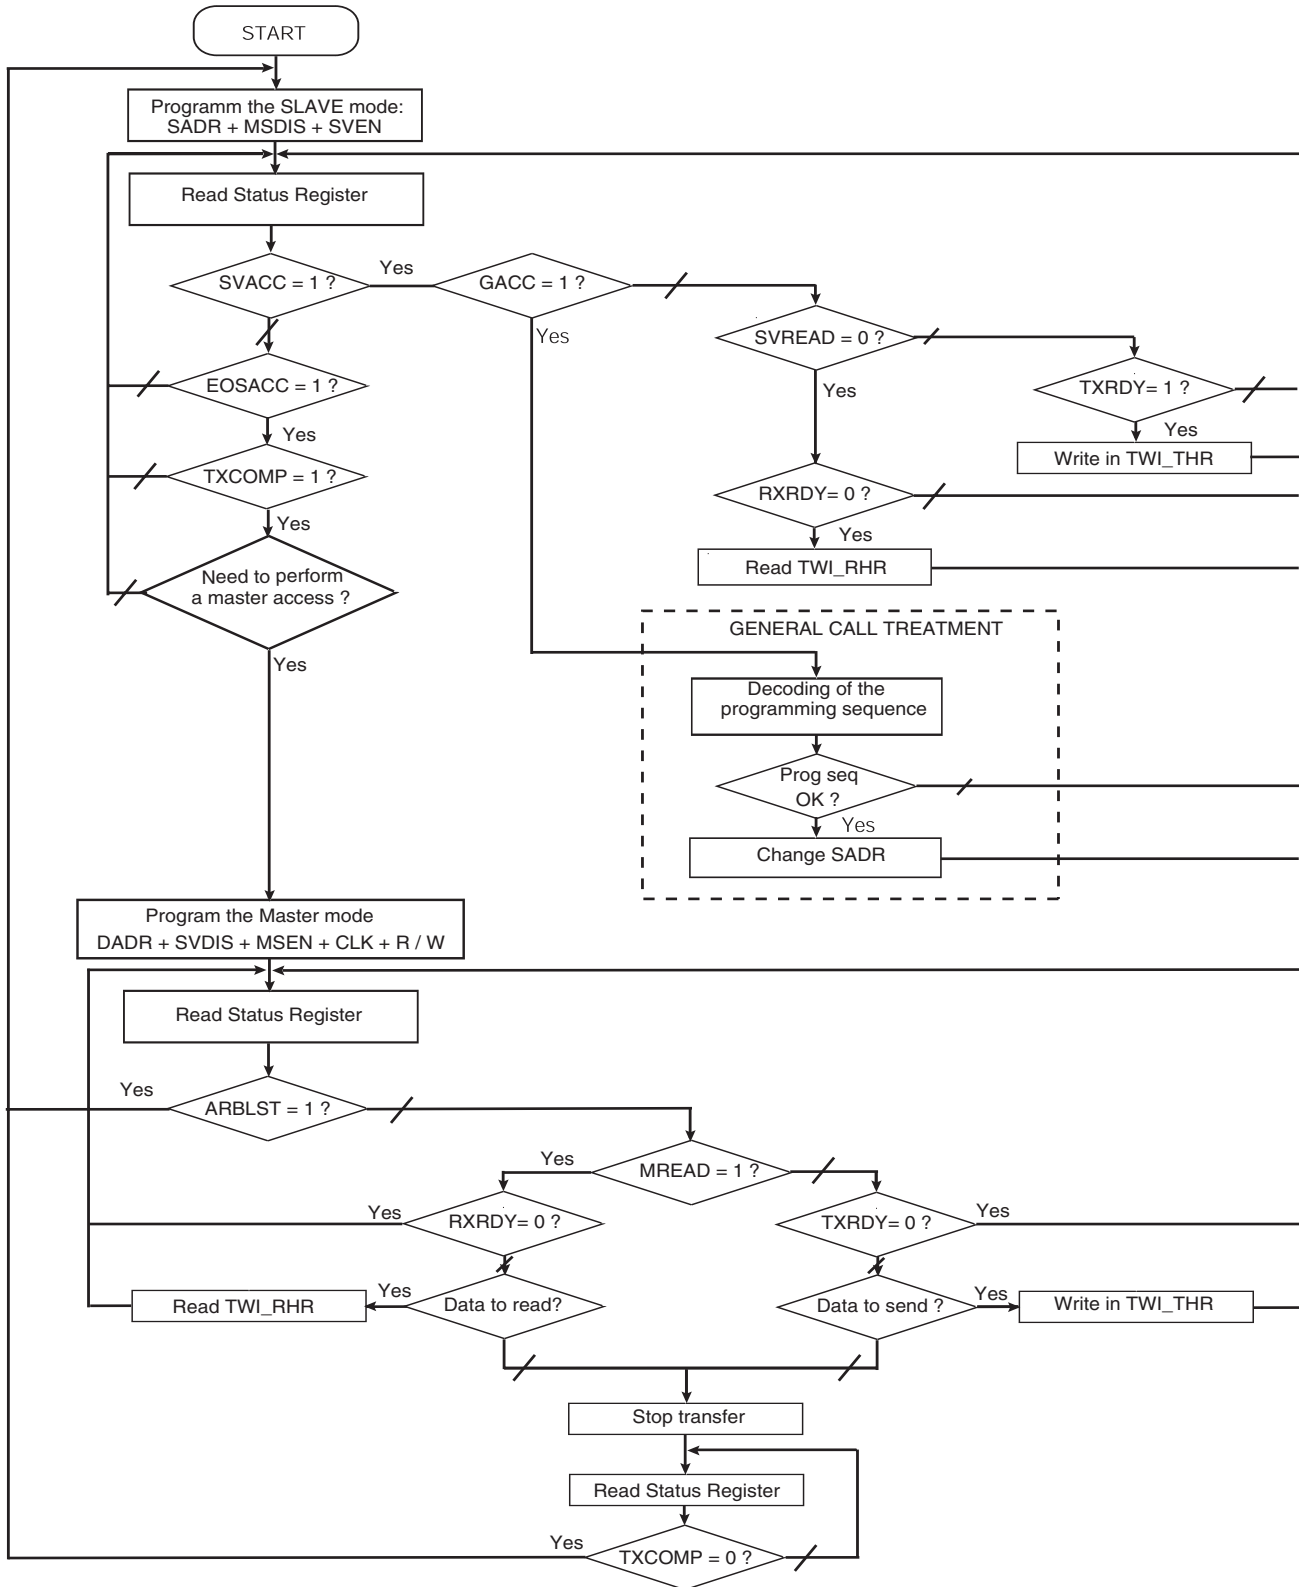 START
Programm the SLAVE mode:
SADR + MSDIS + SVEN
Read Status Register
SVACC = 1 ?
Yes
GACC = 1 ?
Yes
SVREAD = 0 ?
Yes
TXRDY= 1 ?
Yes
Write in TWI_THR
EOSACC = 1 ?
Yes
TXCOMP = 1 ?
Yes
RXRDY= 0 ?
Yes
Read TWI_RHR
Need to perform
a master access ?
Yes
GENERAL CALL TREATMENT
Decoding of the
programming sequence
Prog seq
OK ?
Yes
Change SADR
Program the Master mode
DADR + SVDIS + MSEN + CLK + R / W
Read Status Register
Yes
ARBLST = 1 ?
Yes
MREAD = 1 ?
Yes
RXRDY= 0 ?
TXRDY= 0 ?
Yes
Read TWI_RHR
Yes
Data to read?
Data to send ?
Yes
Write in TWI_THR
Stop transfer
Read Status Register
Yes
TXCOMP = 0 ?